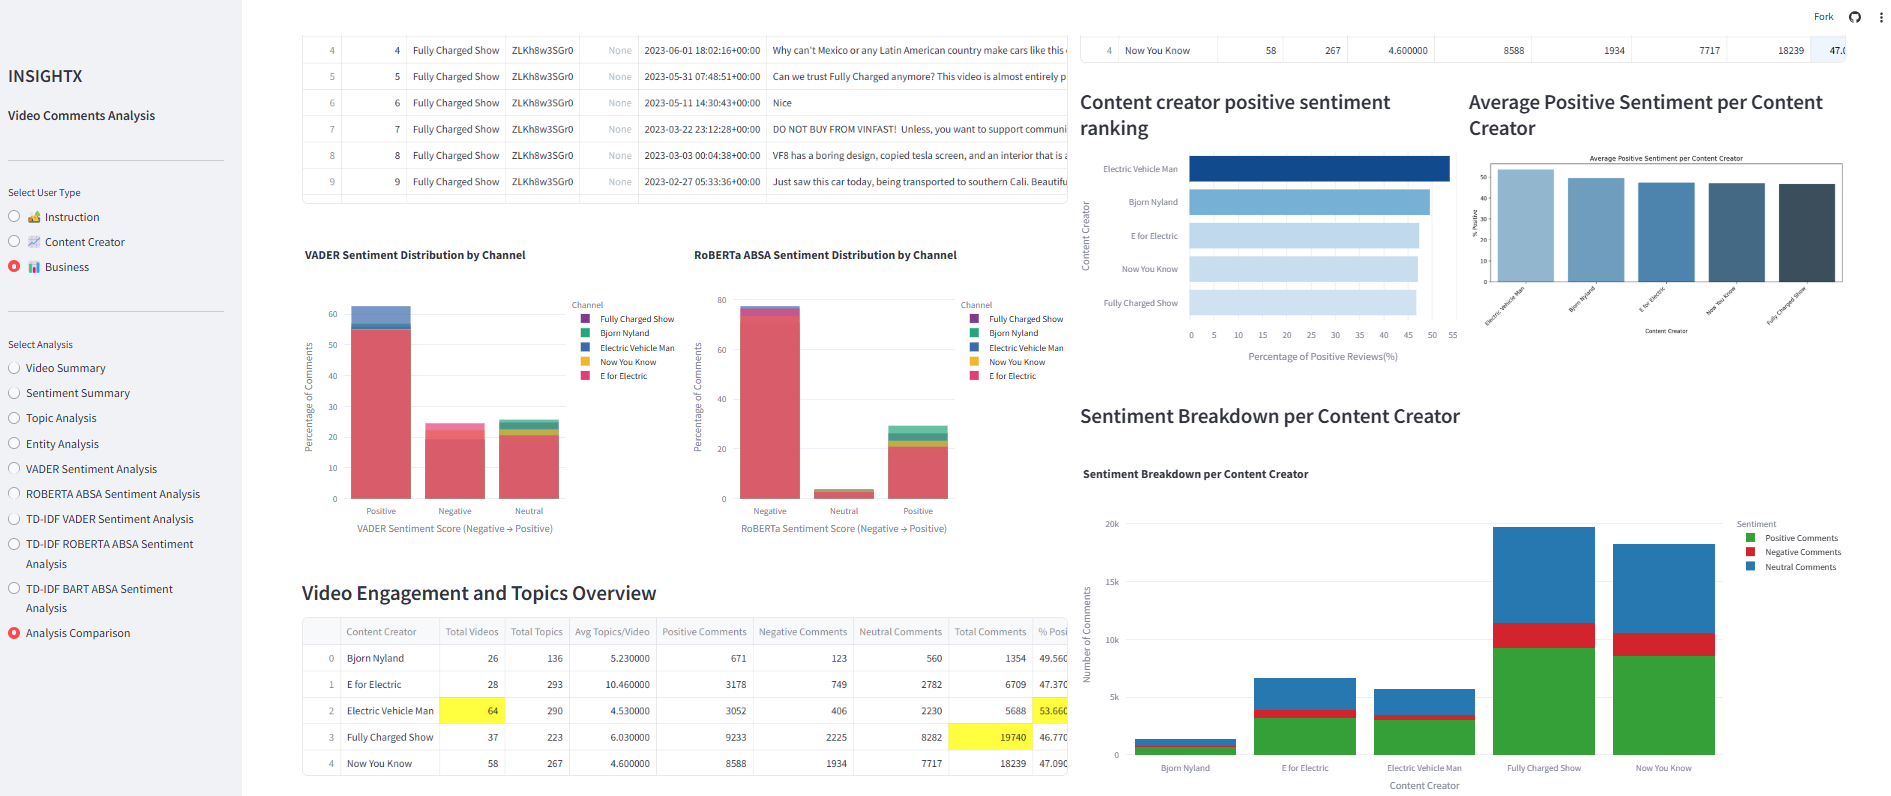 Fork
INSIGHTX
Video Comments Analysis
Select User Type
Instruction
Content Creator
Business
Select Analysis
Video Summary
Sentiment Summary
Topic Analysis
Entity Analysis
VADER Sentiment Analysis
ROBERTA ABSA Sentiment Analysis
TD-IDF VADER Sentiment Analysis
TD-IDF ROBERTA ABSA Sentiment
Analysis
TD-IDF BART ABSA Sentiment
Analysis
Analysis Comparison
4 4 Fully Charged Show ZLKh8w3SGr0 None 2023-06-01 18:02:16+00:00 Why can't Mexico or any Latin American country make cars like this
5 5 Fully Charged Show ZLKh8w3SGr0 None 2023-05-31 07:48:51+00:00 Can we trust Fully Charged anymore? This video is almost entirely p
6 6 Fully Charged Show ZLKh8w3SGr0 None 2023-05-11 14:30:43+00:00 Nice
7 7 Fully Charged Show ZLKh8w3SGr0 None 2023-03-22 23:12:28+00:00 DO NOT BUY FROM VINFAST! Unless, you want to support communi
8 8 Fully Charged Show ZLKh8w3SGr0 None 2023-03-03 00:04:38+00:00 VF8 has a boring design, copied tesla screen, and an interior that is a
9 9 Fully Charged Show ZLKh8w3SGr0 None 2023-02-27 05:33:36+00:00 Just saw this car today, being transported to southern Cali. Beautifu
VADER Sentiment Distribution by Channel
Percentage of Comments
60
50
40
30
20
10
0
Positive Negative Neutral
VADER Sentiment Score (Negative → Positive)
Channel
Fully Charged Show
Bjorn Nyland
Electric Vehicle Man
Now You Know
E for Electric
RoBERTa ABSA Sentiment Distribution by Channel
Percentage of Comments
80
60
40
20
0
Negative Neutral Positive
RoBERTa Sentiment Score (Negative → Positive)
Channel
Fully Charged Show
Bjorn Nyland
Electric Vehicle Man
Now You Know
E for Electric
Video Engagement and Topics Overview
Content Creator Total Videos Total Topics Avg Topics/Video Positive Comments Negative Comments Neutral Comments Total Comments % Posi
0 Bjorn Nyland 26 136 5.230000 671 123 560 1354 49.560
1 E for Electric 28 293 10.460000 3178 749 2782 6709 47.370
2 Electric Vehicle Man 64 290 4.530000 3052 406 2230 5688 53.660
3 Fully Charged Show 37 223 6.030000 9233 2225 8282 19740 46.770
4 Now You Know 58 267 4.600000 8588 1934 7717 18239 47.090
4 Now You Know 58 267 4.600000 8588 1934 7717 18239 47.0
Content creator positive sentiment
ranking
Content Creator
Electric Vehicle Man
Bjorn Nyland
E for Electric
Now You Know
Fully Charged Show
0 5 10 15 20 25 30 35 40 45 50 55
Percentage of Positive Reviews(%)
Average Positive Sentiment per Content
Creator
Average Positive Sentiment per Content Creator
% Positive
50
40
30
20
10
0
Electric Vehicle Man
Bjorn Nyland
E for Electric
Now You Know
Fully Charged Show
Content Creator
Sentiment Breakdown per Content Creator
Sentiment Breakdown per Content Creator
Number of Comments
20k
15k
10k
5k
0
Bjorn Nyland E for Electric Electric Vehicle Man Fully Charged Show Now You Know
Content Creator
Sentiment
Positive Comments
Negative Comments
Neutral Comments